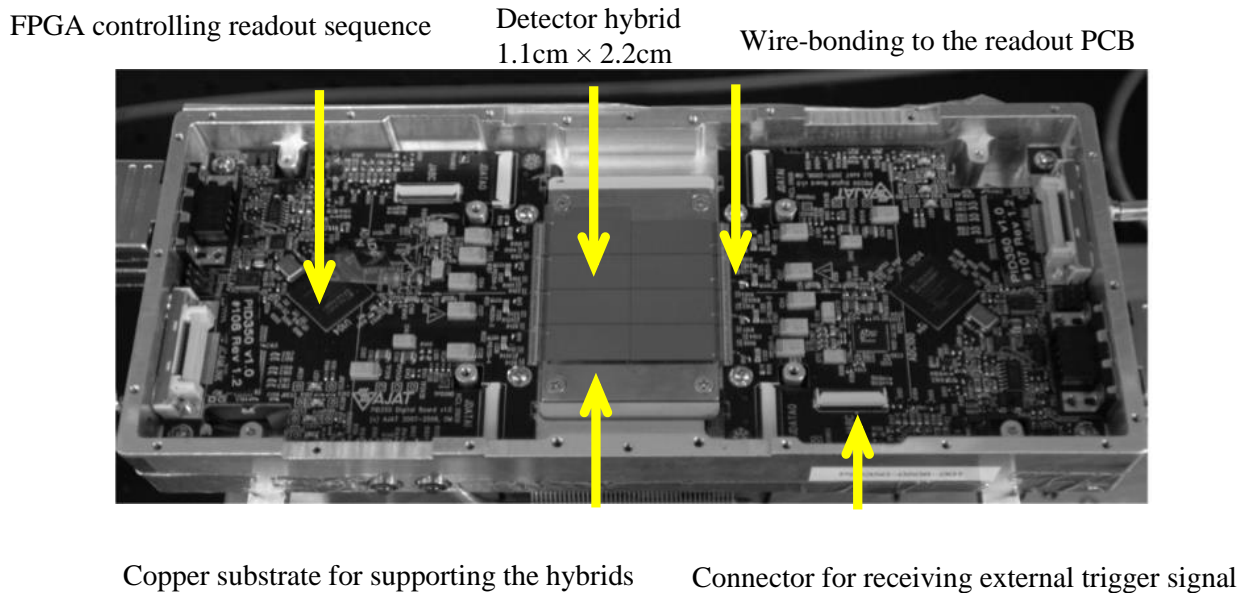 FPGA controlling readout sequence
Detector hybrid
1.1cm × 2.2cm
Wire-bonding to the readout PCB
PID350 v1.0
#107 Rev 1.2
PID350 v1.0
#106 Rev 1.2
AJAT
Copper substrate for supporting the hybrids
Connector for receiving external trigger signal